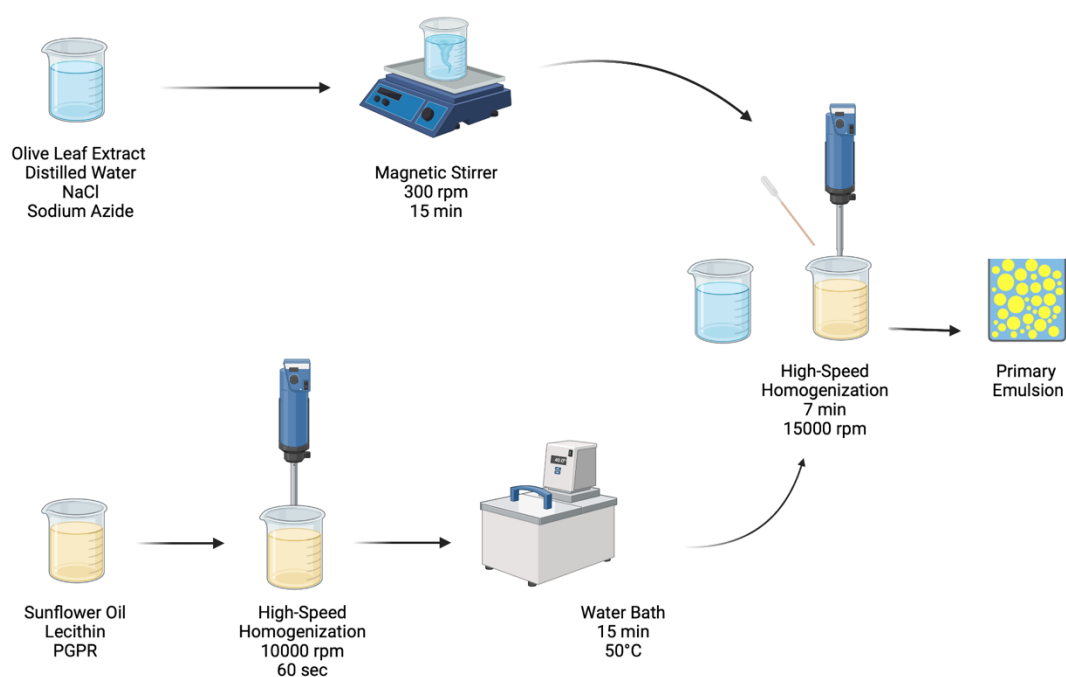 Olive Leaf Extract
Distilled Water
NaCl
Sodium Azide
Magnetic Stirrer
300 rpm
15 min
High-Speed
Homogenization
7 min
15000 rpm
Primary
Emulsion
Sunflower Oil
Lecithin
PGPR
High-Speed
Homogenization
10000 rpm
60 sec
Water Bath
15 min
50°C